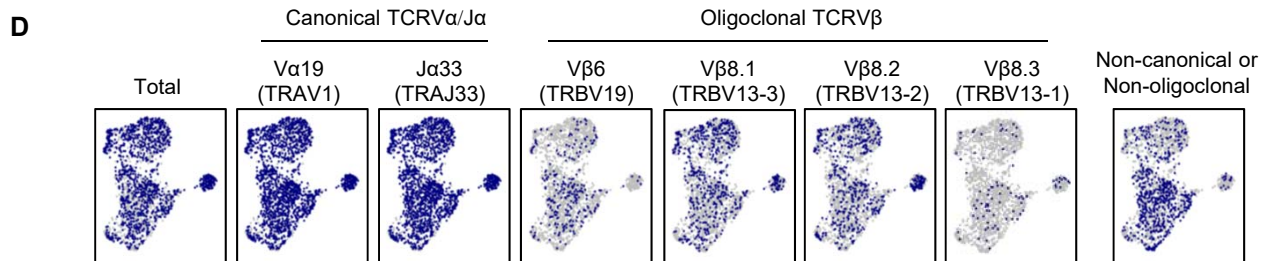 D
Canonical TCRVα/Jα
Oligoclonal TCRVβ
Total
Vα19
(TRAV1)
Jα33
(TRAJ33)
Vβ6
(TRBV19)
Vβ8.1
(TRBV13-3)
Vβ8.2
(TRBV13-2)
Vβ8.3
(TRBV13-1)
Non-canonical or
Non-oligoclonal